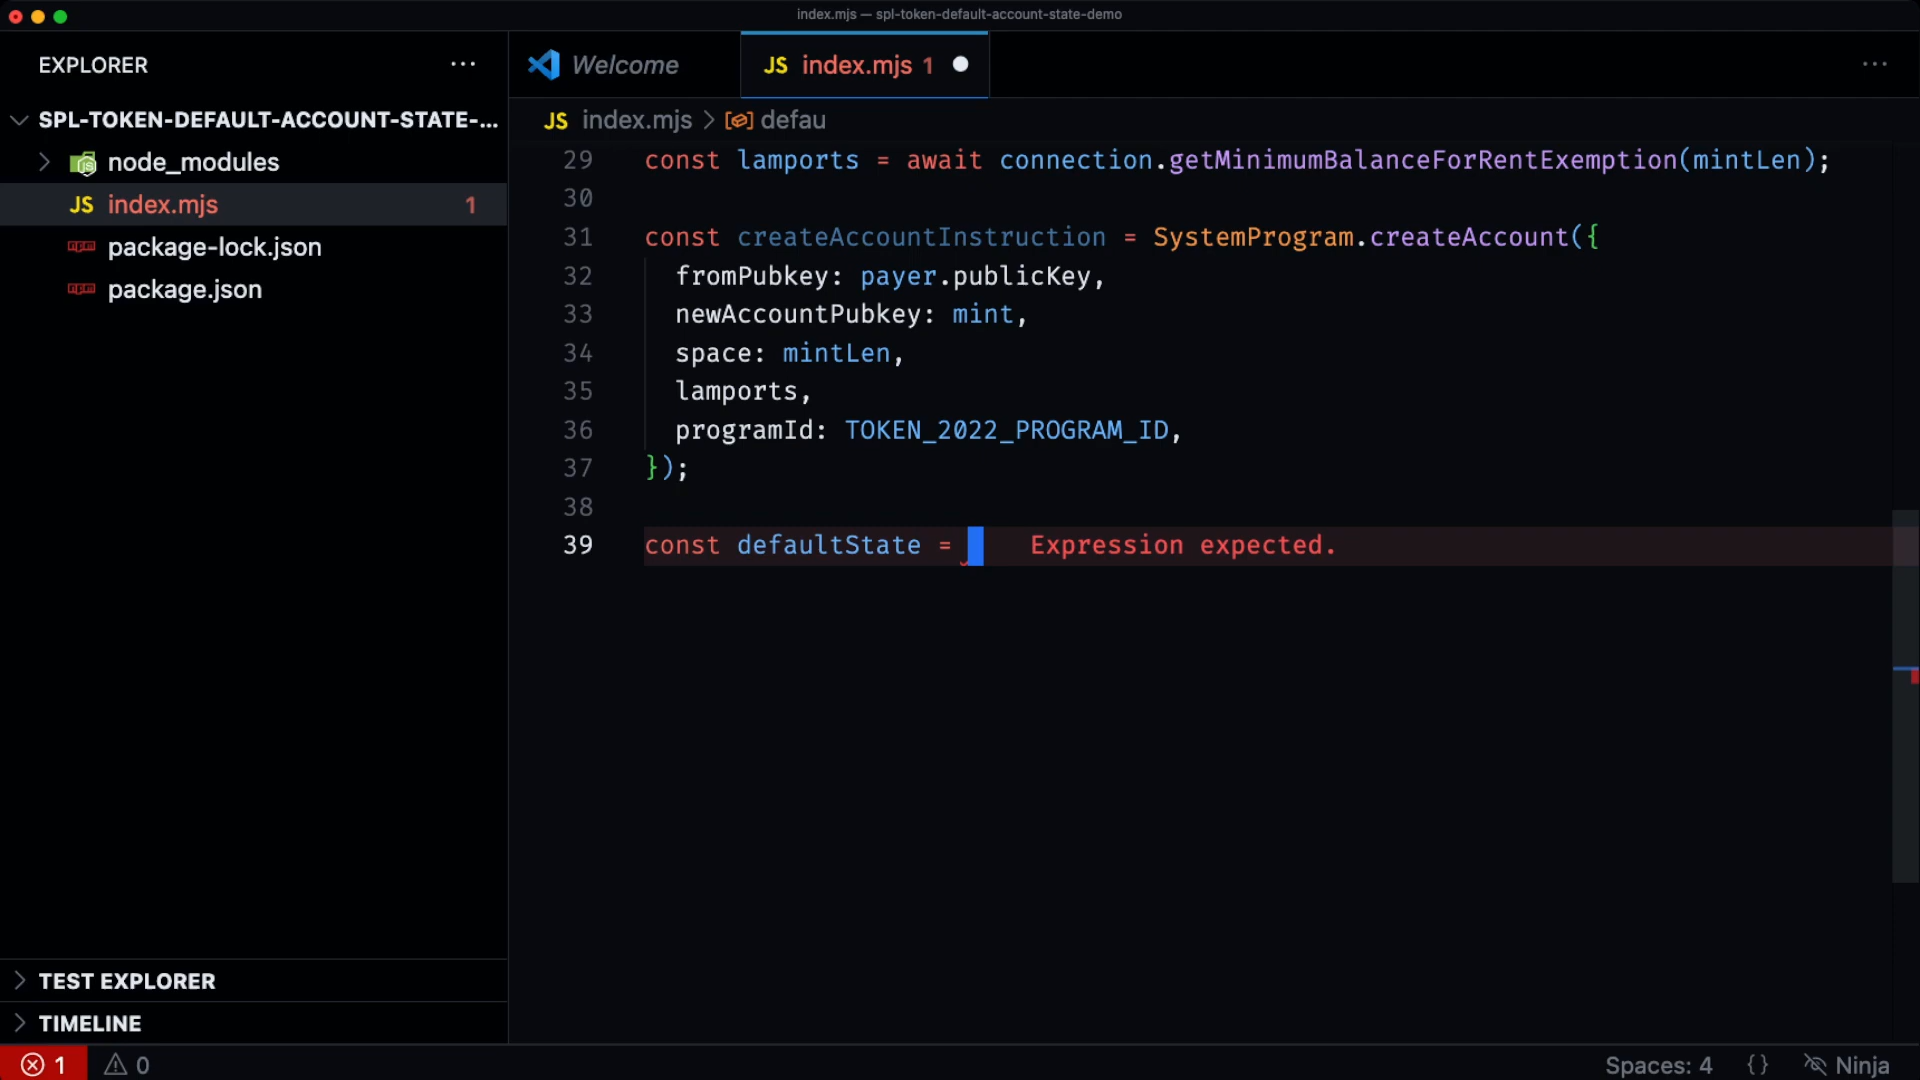 index.mjs — spl-token-default-account-state-demo
EXPLORER
SPL-TOKEN-DEFAULT-ACCOUNT-STATE-...
node_modules
JS index.mjs 1
package-lock.json
package.json
TEST EXPLORER
TIMELINE
Welcome
JS index.mjs 1
JS index.mjs > defau
29 const lamports = await connection.getMinimumBalanceForRentExemption(mintLen);
30
31 const createAccountInstruction = SystemProgram.createAccount({
32 fromPubkey: payer.publicKey,
33 newAccountPubkey: mint,
34 space: mintLen,
35 lamports,
36 programId: TOKEN_2022_PROGRAM_ID,
37 });
38
39 const defaultState = Expression expected.
1 0
Spaces: 4 {} Ninja